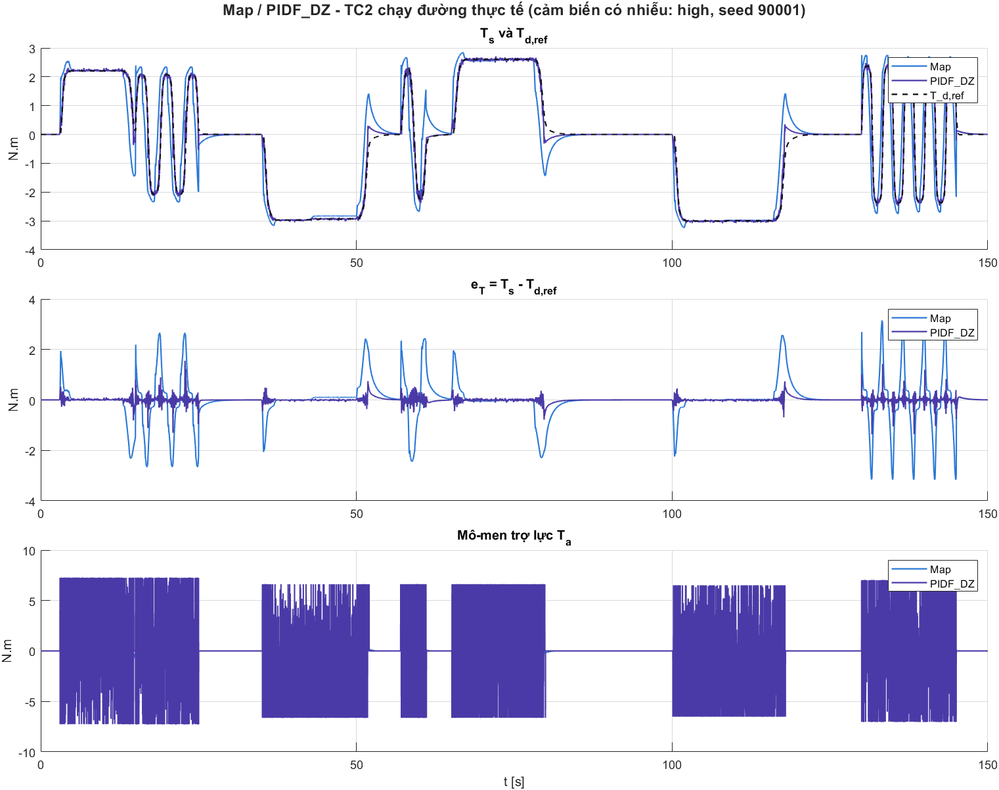 Map / PIDF_DZ - TC2 chạy đường thực tế (cảm biến có nhiễu: high, seed 90001)
Ts và Td,ref
3
2
1
0
-1
-2
-3
-4
N.m
Map
PIDF_DZ
T_d,ref
0
50
100
150
eT = Ts - Td,ref
4
2
0
-2
-4
N.m
Map
PIDF_DZ
0
50
100
150
Mô-men trợ lực Ta
10
5
0
-5
-10
N.m
Map
PIDF_DZ
0
50
100
150
t [s]